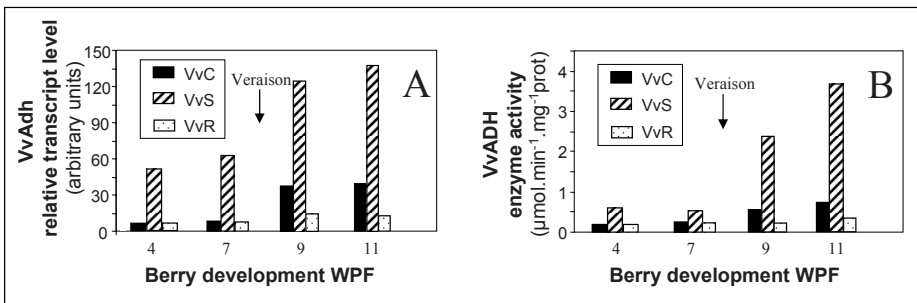 VvAdh
relative transcript level
(arbitrary units)
150
120
90
60
30
0
VvC
VvS
VvR
Veraison
A
4 7 9 11
Berry development WPF
VvADH
enzyme activity
(µmol.min-1.mg-1prot)
4
3
2
1
0
VvC
VvS
VvR
Veraison
B
4 7 9 11
Berry development WPF